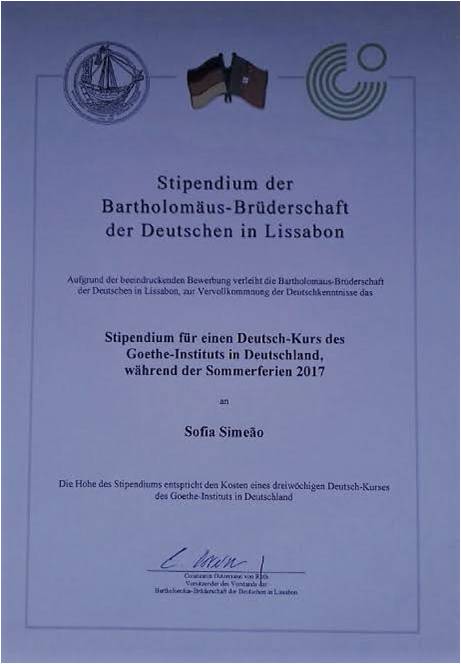 Stipendium der
Bartholomäus-Brüderschaft
der Deutschen in Lissabon
Aufgrund der beeindruckenden Bewerbung verleiht die Bartholomäus-Brüderschaft
der Deutschen in Lissabon, zur Vervollkommnung der Deutschkenntnisse das
Stipendium für einen Deutsch-Kurs des
Goethe-Instituts in Deutschland,
während der Sommerferien 2017
an
Sofia Simeão
Die Höhe des Stipendiums entspricht den Kosten eines dreiwöchigen Deutsch-Kurses
des Goethe-Instituts in Deutschland
von
Vorsitzender des Vorstands der
Bartholomäus-Brüderschaft der Deutschen in Lissabon